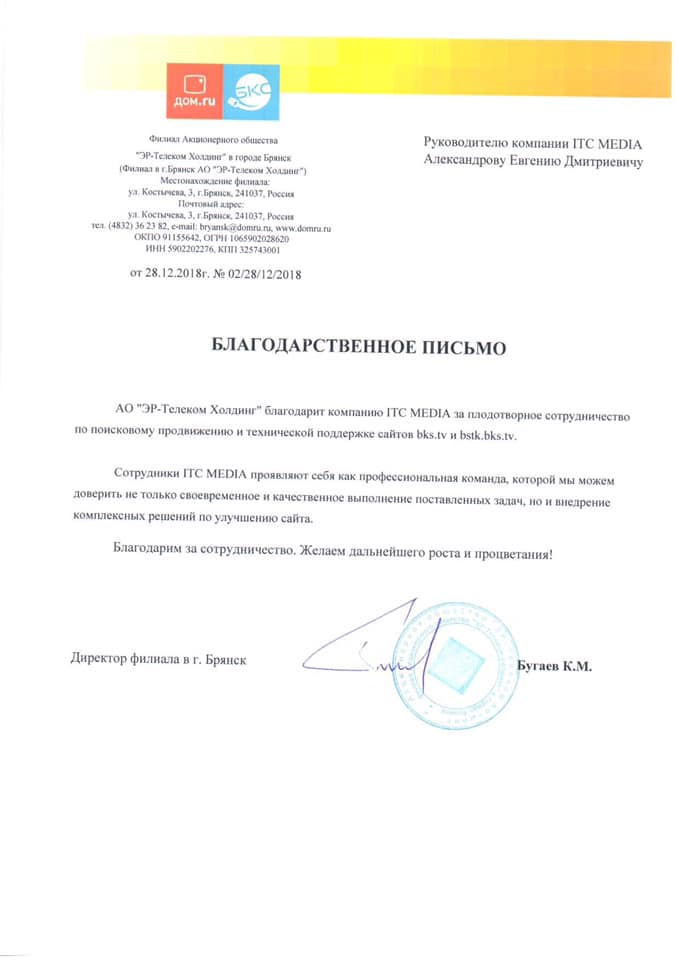 дом.ru
БКС
Филиал Акционерного общества
"ЭР-Телеком Холдинг" в городе Брянск
(Филиал в г.Брянск АО "ЭР-Телеком Холдинг")
Местонахождение филиала:
ул. Костычева, 3, г.Брянск, 241037, Россия
Почтовый адрес:
ул. Костычева, 3, г.Брянск, 241037, Россия
тел. (4832) 36 23 82, e-mail: bryansk@domru.ru, www.domru.ru
ОКПО 91155642, ОГРН 1065902028620
ИНН 5902202276, КПП 325743001
от 28.12.2018г. № 02/28/12/2018
Руководителю компании ITC MEDIA
Александрову Евгению Дмитриевичу
БЛАГОДАРСТВЕННОЕ ПИСЬМО
АО "ЭР-Телеком Холдинг" благодарит компанию ITC MEDIA за плодотворное сотрудничество
по поисковому продвижению и технической поддержке сайтов bks.tv и bstk.bks.tv.
Сотрудники ITC MEDIA проявляют себя как профессиональная команда, которой мы можем
доверить не только своевременное и качественное выполнение поставленных задач, но и внедрение
комплексных решений по улучшению сайта.
Благодарим за сотрудничество. Желаем дальнейшего роста и процветания!
Директор филиала в г. Брянск
Бугаев К.М.